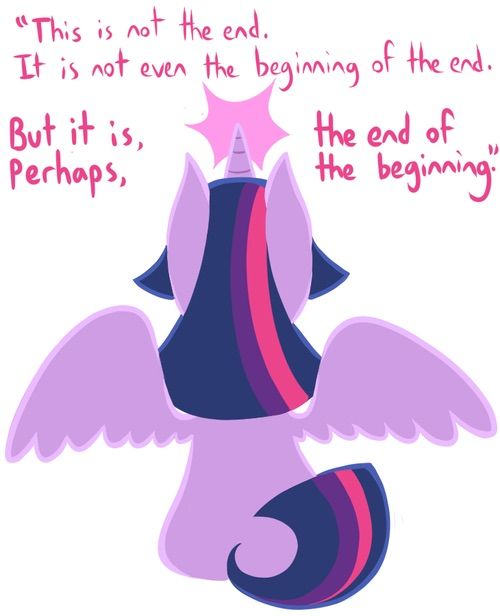 "This is not the end.
It is not even the beginning of the end.
But it is,
Perhaps,
the end of
the beginning."